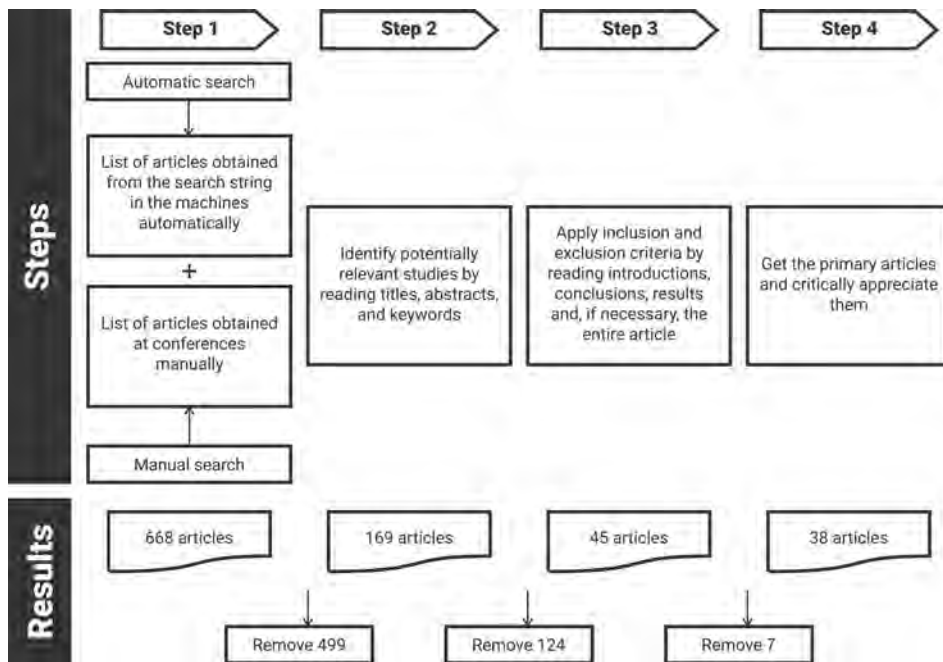 Step 1
Step 2
Step 3
Step 4
Steps
Automatic search
List of articles obtained
from the search string
in the machines
automatically
+
List of articles obtained
at conferences
manually
Manual search
Identify potentially
relevant studies by
reading titles, abstracts,
and keywords
Apply inclusion and
exclusion criteria by
reading introductions,
conclusions, results
and, if necessary, the
entire article
Get the primary articles
and critically appreciate
them
Results
668 articles
169 articles
45 articles
38 articles
Remove 499
Remove 124
Remove 7